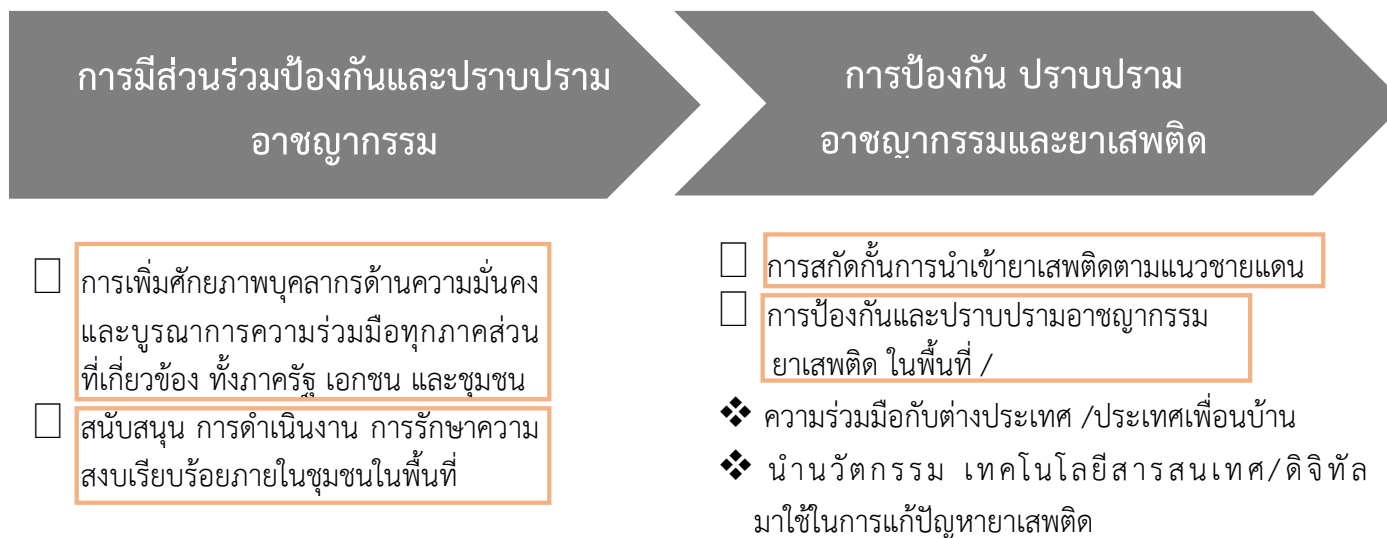 การมีส่วนร่วมป้องกันและปราบปราม
อาชญากรรม
การป้องกัน ปราบปราม
อาชญากรรมและยาเสพติด
☐ การเพิ่มศักยภาพบุคลากรด้านความมั่นคง
และบูรณาการความร่วมมือทุกภาคส่วน
ที่เกี่ยวข้อง ทั้งภาครัฐ เอกชน และชุมชน
☐ สนับสนุน การดำเนินงาน การรักษาความ
สงบเรียบร้อยภายในชุมชนในพื้นที่
☐ การสกัดกั้นการนำเข้ายาเสพติดตามแนวชายแดน
☐ การป้องกันและปราบปรามอาชญากรรม
ยาเสพติด ในพื้นที่ /
❖ ความร่วมมือกับต่างประเทศ /ประเทศเพื่อนบ้าน
❖ นำนวัตกรรม เทคโนโลยีสารสนเทศ/ดิจิทัล
มาใช้ในการแก้ปัญหายาเสพติด